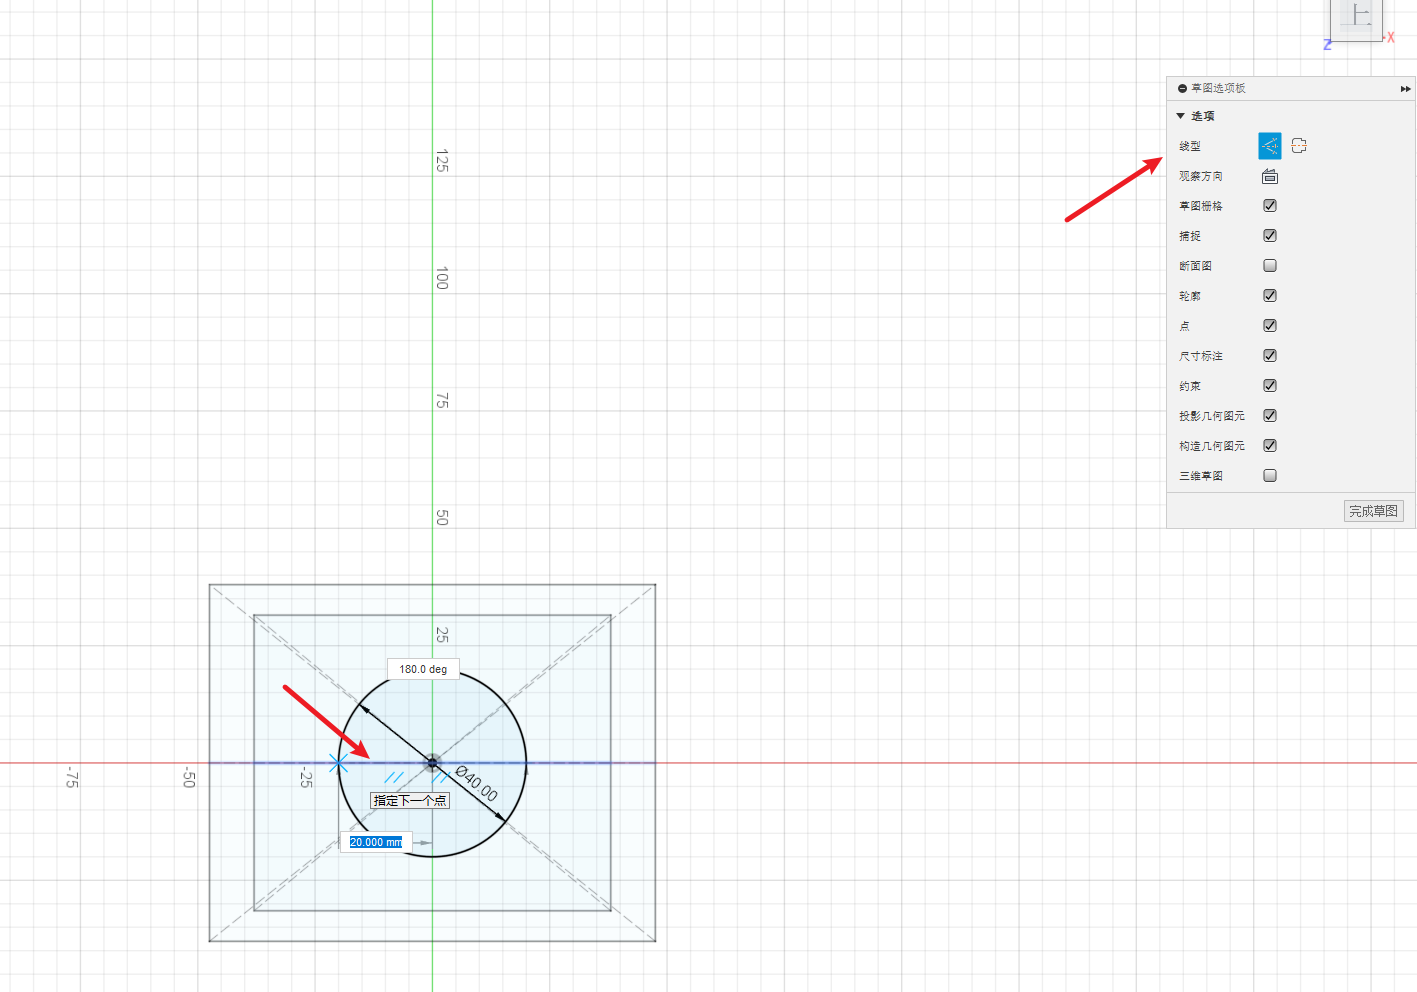 上
Z
X
草图选项板
选项
线型
观察方向
草图栅格
捕捉
断面图
轮廓
点
尺寸标注
约束
投影几何图元
构造几何图元
三维草图
完成草图
125
100
75
50
25
180.0 deg
-75
-50
-25
Ø40.00
指定下一个点
20.000 mm